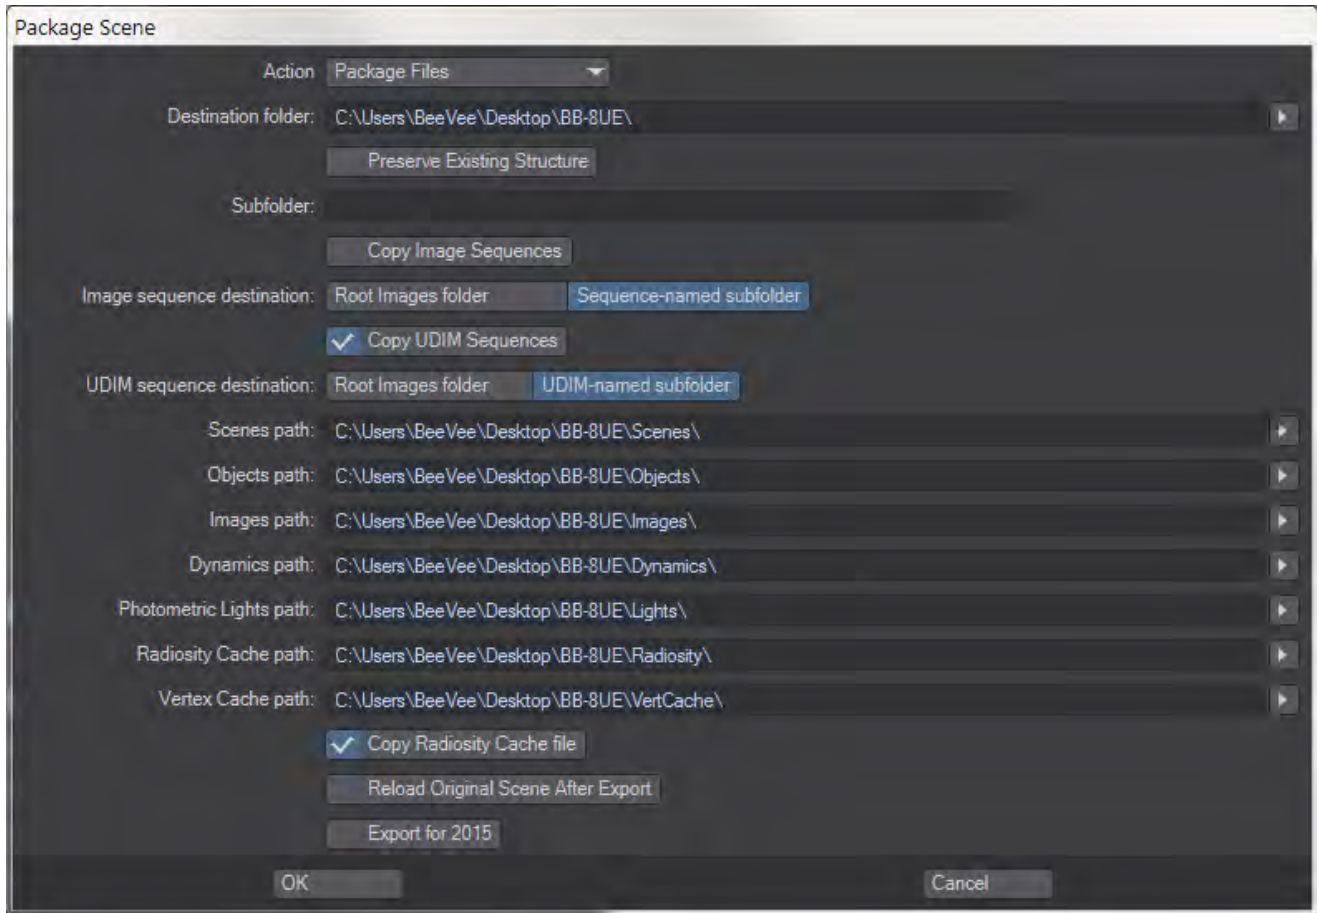 Package Scene
Action Package Files
Destination folder: C:\Users\BeeVee\Desktop\BB-8UE\
Preserve Existing Structure
Subfolder:
Copy Image Sequences
Image sequence destination: Root Images folder Sequence-named subfolder
Copy UDIM Sequences
UDIM sequence destination: Root Images folder UDIM-named subfolder
Scenes path: C:\Users\BeeVee\Desktop\BB-8UE\Scenes\
Objects path: C:\Users\BeeVee\Desktop\BB-8UE\Objects\
Images path: C:\Users\BeeVee\Desktop\BB-8UE\Images\
Dynamics path: C:\Users\BeeVee\Desktop\BB-8UE\Dynamics\
Photometric Lights path: C:\Users\BeeVee\Desktop\BB-8UE\Lights\
Radiosity Cache path: C:\Users\BeeVee\Desktop\BB-8UE\Radiosity\
Vertex Cache path: C:\Users\BeeVee\Desktop\BB-8UE\VertCache\
Copy Radiosity Cache file
Reload Original Scene After Export
Export for 2015
OK Cancel